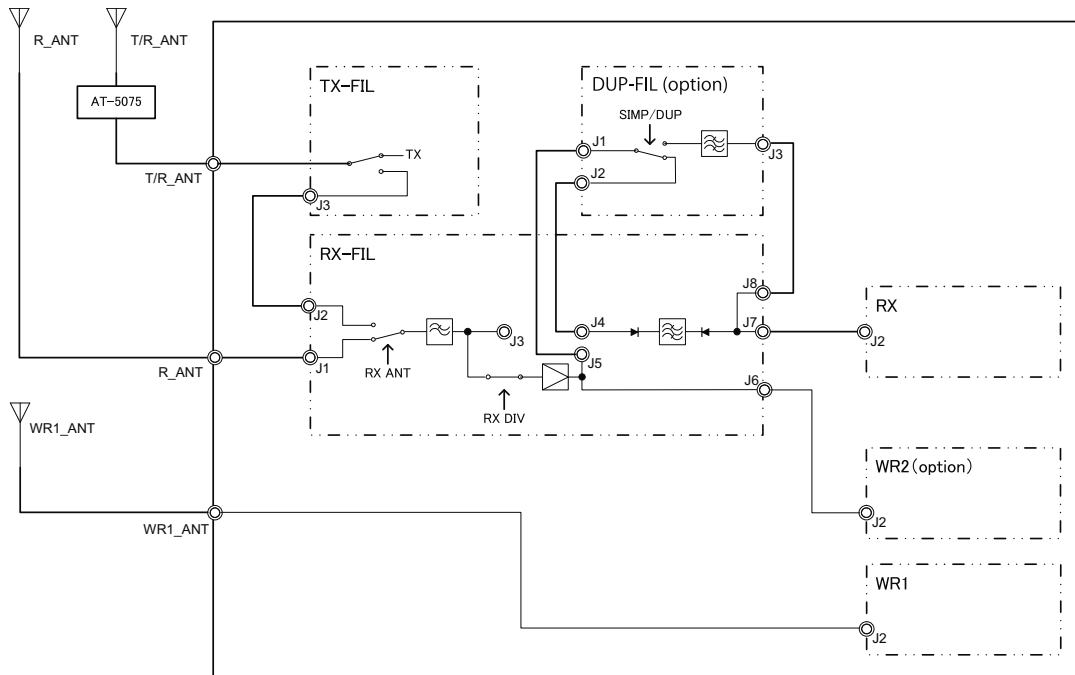 R_ANT
T/R_ANT
AT-5075
T/R_ANT
TX-FIL
TX
J3
DUP-FIL (option)
SIMP/DUP
J1
J2
J3
RX-FIL
J2
J1
RX ANT
J3
RX DIV
J4
J5
J8
J7
J6
R_ANT
RX
J2
WR1_ANT
WR1_ANT
WR2 (option)
J2
WR1
J2